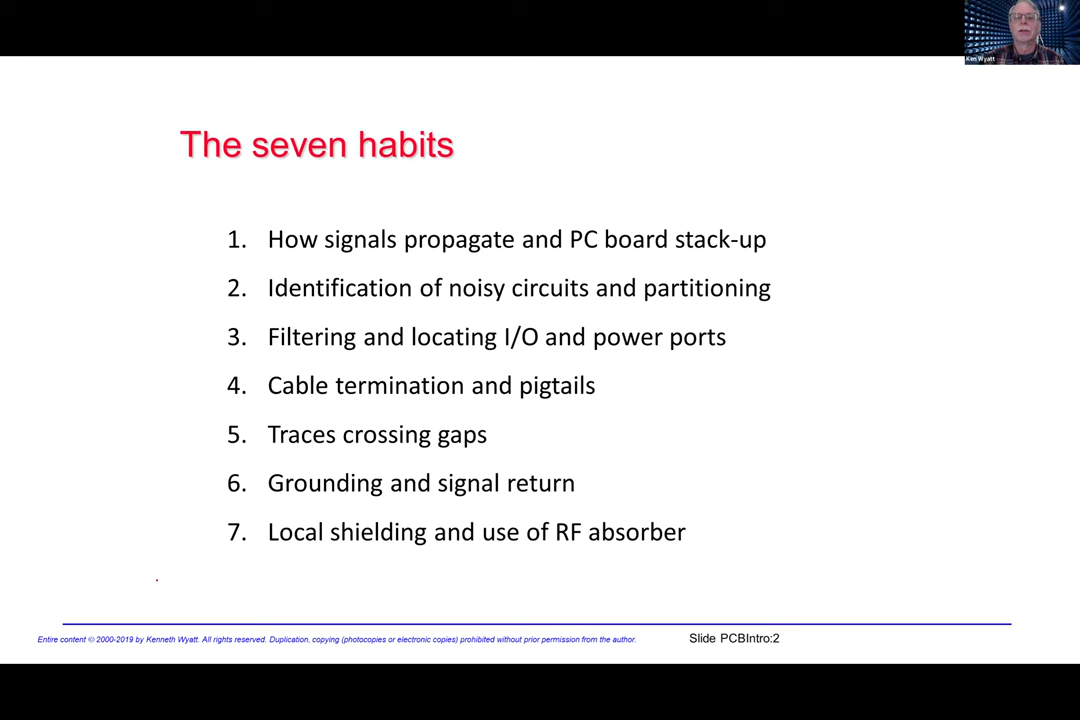 Ken Wyatt
The seven habits
1. How signals propagate and PC board stack-up
2. Identification of noisy circuits and partitioning
3. Filtering and locating I/O and power ports
4. Cable termination and pigtails
5. Traces crossing gaps
6. Grounding and signal return
7. Local shielding and use of RF absorber
Entire content © 2000-2019 by Kenneth Wyatt. All rights reserved. Duplication, copying (photocopies or electronic copies) prohibited without prior permission from the author.
Slide PCBIntro:2